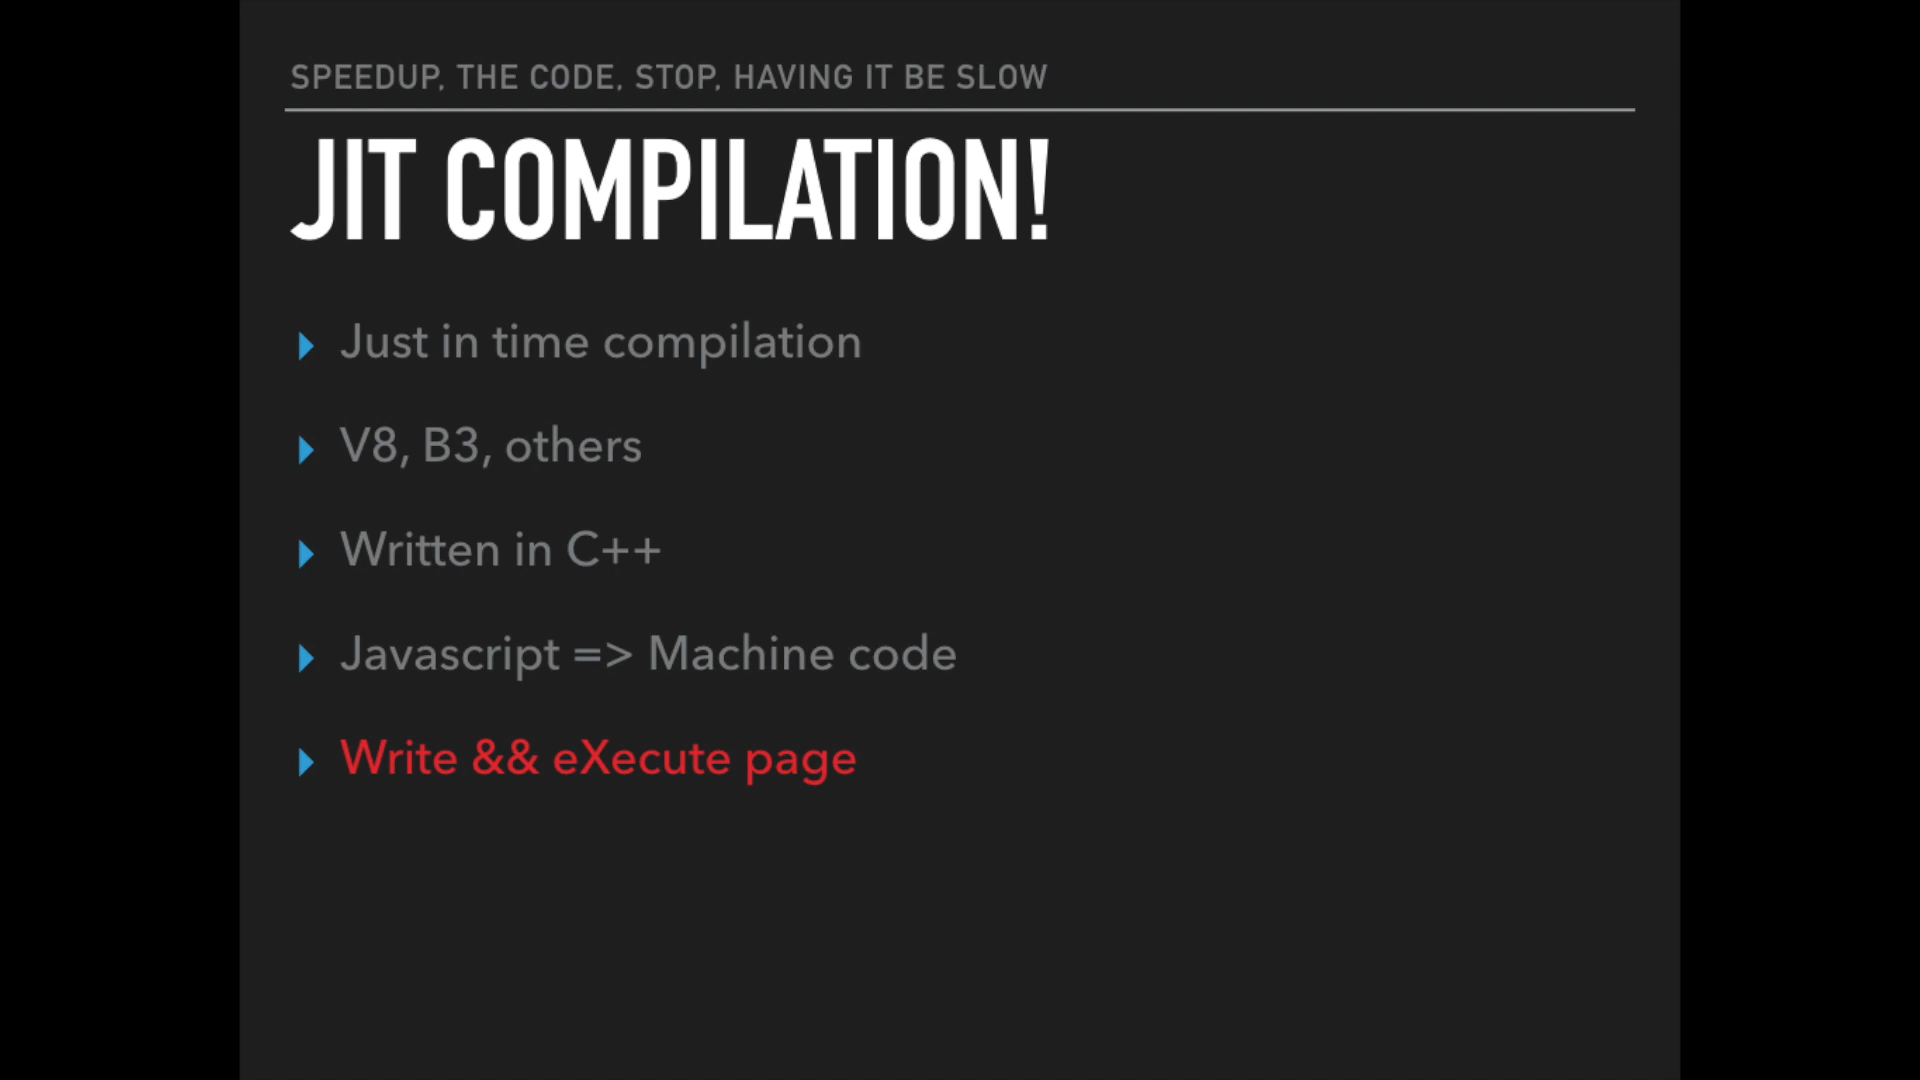 SPEEDUP, THE CODE, STOP, HAVING IT BE SLOW
JIT COMPILATION!
Just in time compilation
V8, B3, others
Written in C++
Javascript => Machine code
Write && eXecute page